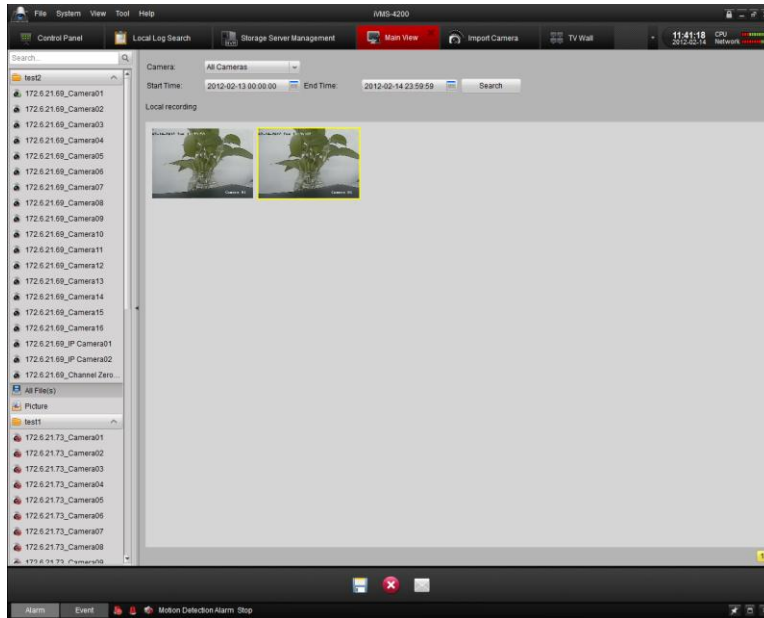 File System View Tool Help iVMS-4200
Control Panel Local Log Search Storage Server Management Main View Import Camera TV Wall 11:41:18 2012-02-14 CPU Network
Search...
test2
172.6.21.69_Camera01
172.6.21.69_Camera02
172.6.21.69_Camera03
172.6.21.69_Camera04
172.6.21.69_Camera05
172.6.21.69_Camera06
172.6.21.69_Camera07
172.6.21.69_Camera08
172.6.21.69_Camera09
172.6.21.69_Camera10
172.6.21.69_Camera11
172.6.21.69_Camera12
172.6.21.69_Camera13
172.6.21.69_Camera14
172.6.21.69_Camera15
172.6.21.69_Camera16
172.6.21.69_IP Camera01
172.6.21.69_IP Camera02
172.6.21.69_Channel Zero...
All File(s)
Picture
test1
172.6.21.73_Camera01
172.6.21.73_Camera02
172.6.21.73_Camera03
172.6.21.73_Camera04
172.6.21.73_Camera05
172.6.21.73_Camera06
172.6.21.73_Camera07
172.6.21.73_Camera08
172.6.21.73_Camera09
Camera: All Cameras
Start Time: 2012-02-13 00:00:00 End Time: 2012-02-14 23:59:59 Search
Local recording
1
Alarm Event Motion Detection Alarm Stop